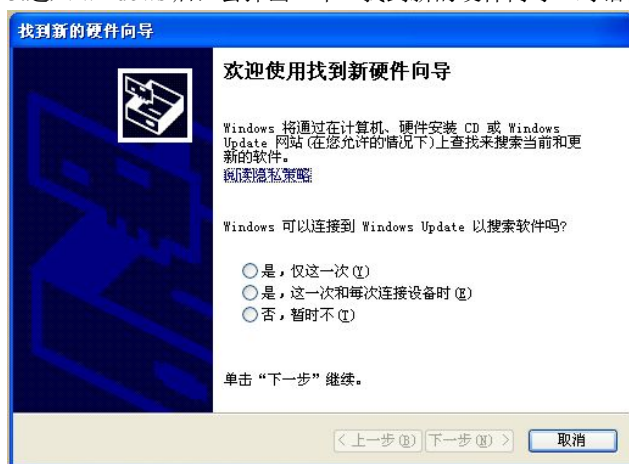 找到新的硬件向导
欢迎使用找到新硬件向导
Windows 将通过在计算机、硬件安装 CD 或 Windows
Update 网站(在您允许的情况下)上查找来搜索当前和更
新的软件。
阅读隐私策略
Windows 可以连接到 Windows Update 以搜索软件吗?
是，仅这一次(Y)
是，这一次和每次连接设备时(E)
否，暂时不(T)
单击“下一步”继续。
<上一步(B) 下一步(N)> 取消